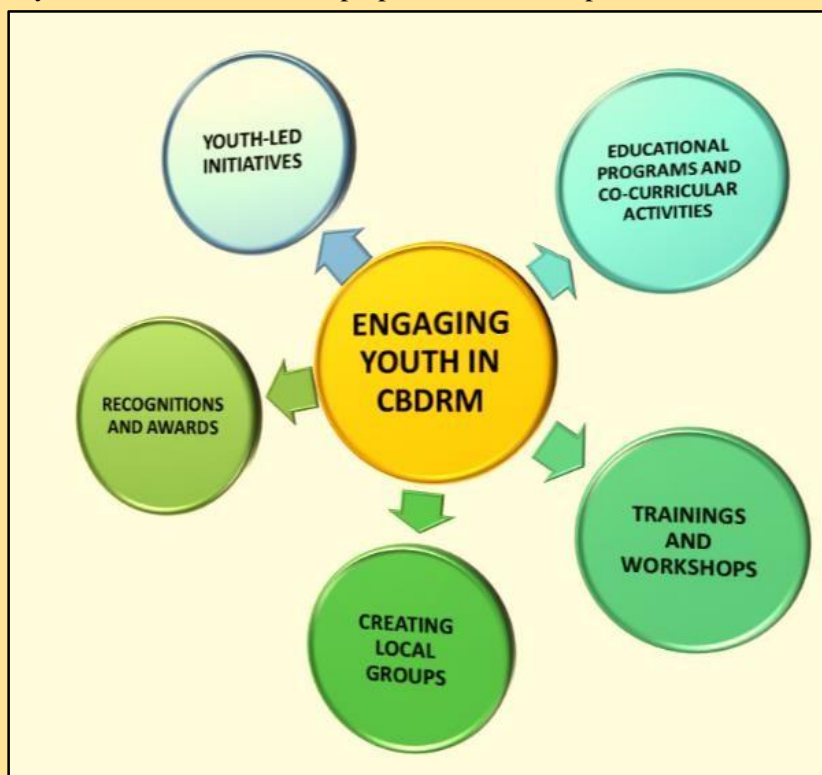 ENGAGING
YOUTH IN
CBDRM
YOUTH-LED
INITIATIVES
EDUCATIONAL
PROGRAMS AND
CO-CURRICULAR
ACTIVITIES
TRAININGS
AND
WORKSHOPS
CREATING
LOCAL
GROUPS
RECOGNITIONS
AND AWARDS